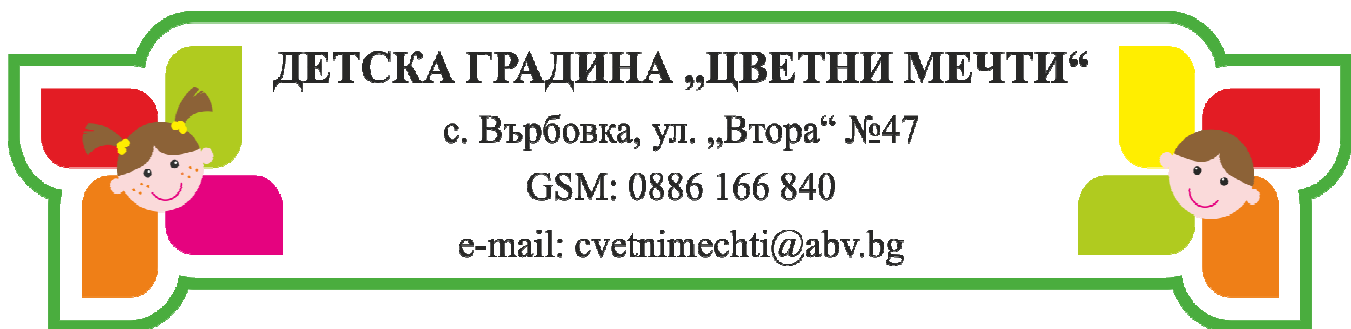 ДЕТСКА ГРАДИНА „ЦВЕТНИ МЕЧТИ“
с. Върбовка, ул. „Втора“ №47
GSM: 0886 166 840
e-mail: cvetnimechti@abv.bg